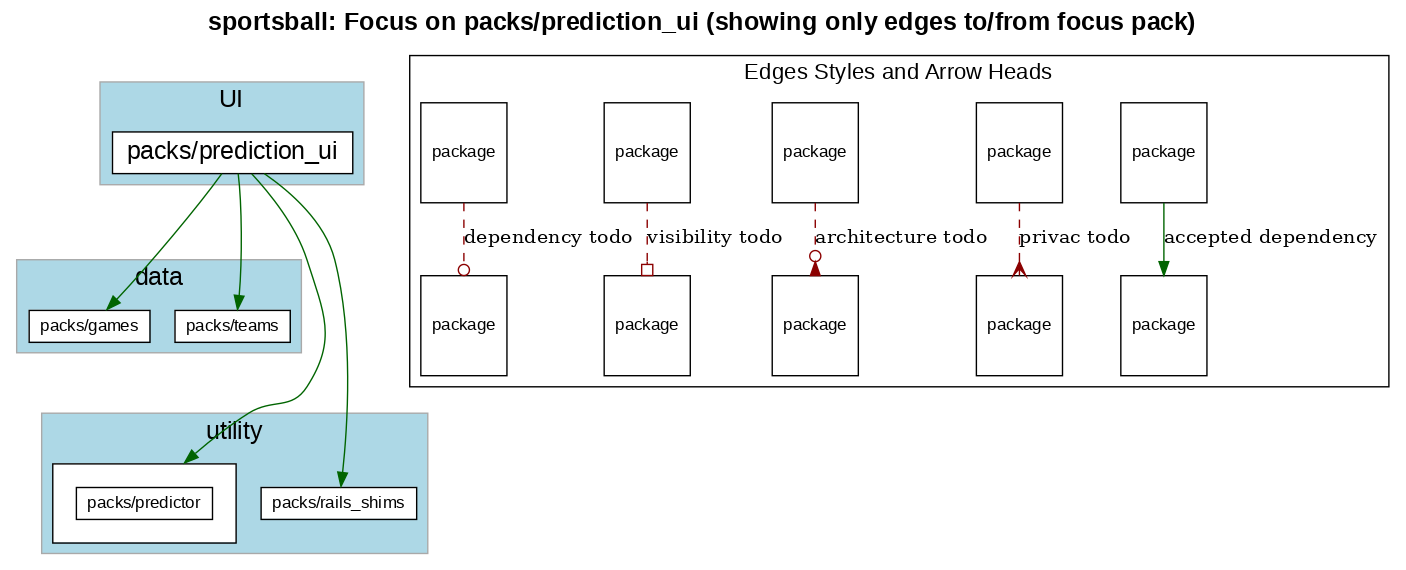 sportsball: Focus on packs/prediction_ui (showing only edges to/from focus pack)
UI
packs/prediction_ui
data
packs/games
packs/teams
utility
packs/predictor
packs/rails_shims
Edges Styles and Arrow Heads
package
package
package
package
package
dependency todo
visibility todo
architecture todo
privac todo
accepted dependency
package
package
package
package
package